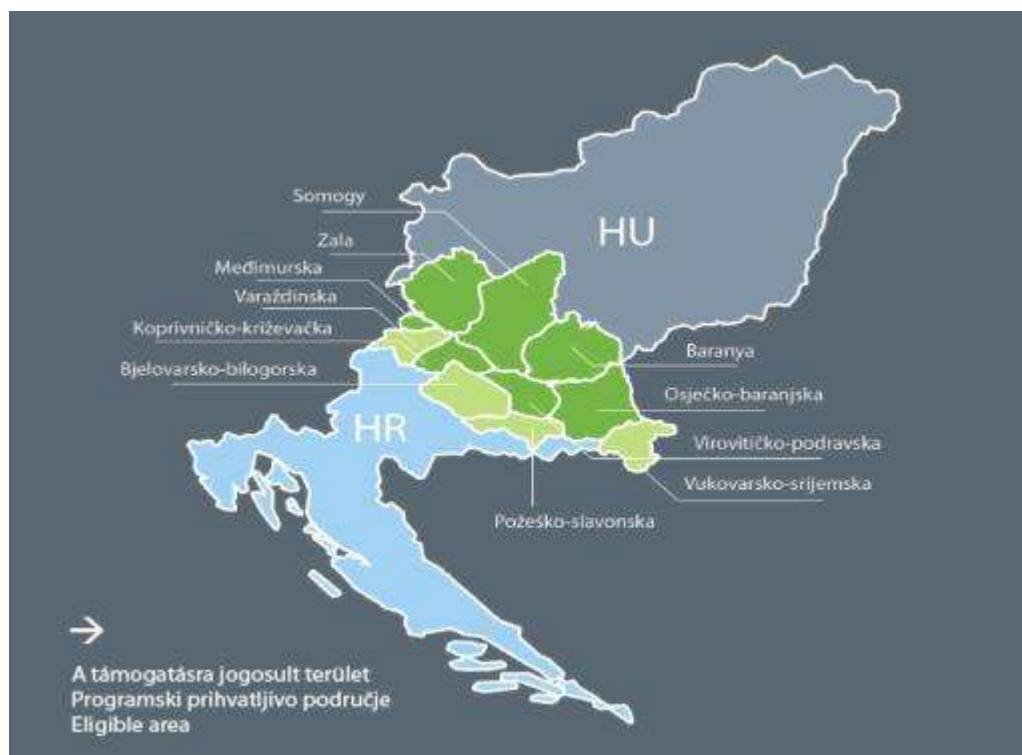 Somogy
Zala
HU
Međimurska
Varaždinska
Koprivničko-križevačka
Baranya
Bjelovarsko-bilogorska
Osječko-baranjska
HR
Virovitičko-podravska
Vukovarsko-srijemska
Požeško-slavonska
→
A támogatásra jogosult terület
Programski prihvatljivo područje
Eligible area